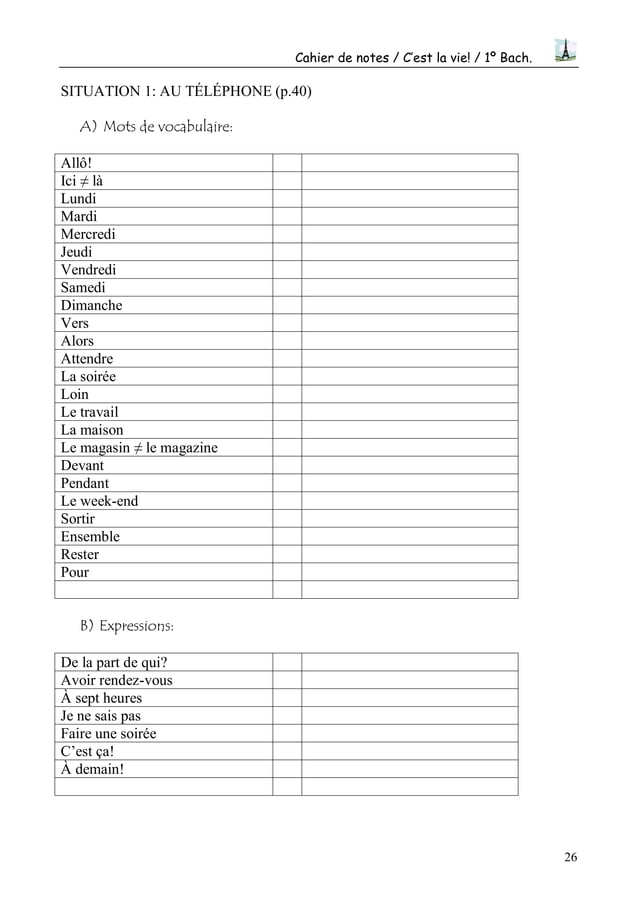 Cahier de notes / C'est la vie! / 1º Bach.
SITUATION 1: AU TÉLÉPHONE (p.40)
A) Mots de vocabulaire:
Allô!
Ici ≠ là
Lundi
Mardi
Mercredi
Jeudi
Vendredi
Samedi
Dimanche
Vers
Alors
Attendre
La soirée
Loin
Le travail
La maison
Le magasin ≠ le magazine
Devant
Pendant
Le week-end
Sortir
Ensemble
Rester
Pour
B) Expressions:
De la part de qui?
Avoir rendez-vous
À sept heures
Je ne sais pas
Faire une soirée
C'est ça!
À demain!
26